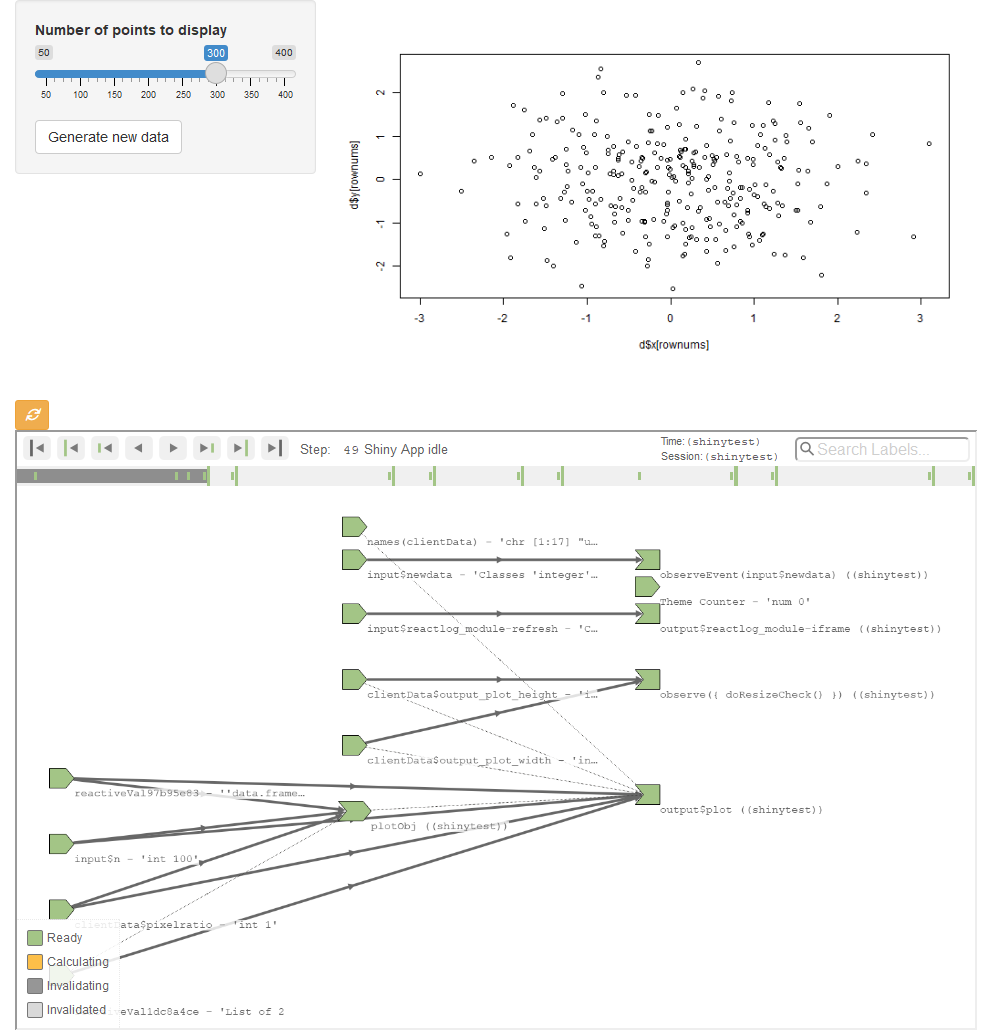 Number of points to display
50 300 400
50 100 150 200 250 300 350 400
Generate new data
d$y[rownums]
2
1
0
-1
-2
-3 -2 -1 0 1 2 3
d$x[rownums]
Step: 49 Shiny App idle
Time: (shinytest)
Session: (shinytest)
Search Labels...
names(clientData) – 'chr [1:17] "u…
input$newdata – 'Classes 'integer'…
observeEvent(input$newdata) ((shinytest))
Theme Counter – 'num 0'
input$reactlog_module-refresh – 'C…
output$reactlog_module-iframe ((shinytest))
clientData$output_plot_height – 'i…
observe({ doResizeCheck() }) ((shinytest))
clientData$output_plot_width – 'in…
reactiveVal97b95e83 – ''data.frame…
output$plot ((shinytest))
plotObj ((shinytest))
input$n – 'int 100'
clientData$pixelratio – 'int 1'
Ready
Calculating
Invalidating
Invalidated
veVal1dc8a4ce – 'List of 2